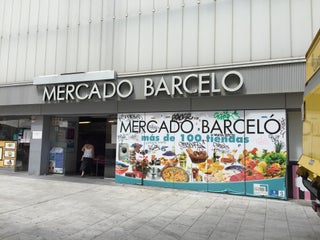 MERCADO BARCELO
MERCADO BARCELÓ
más de 100 tiendas